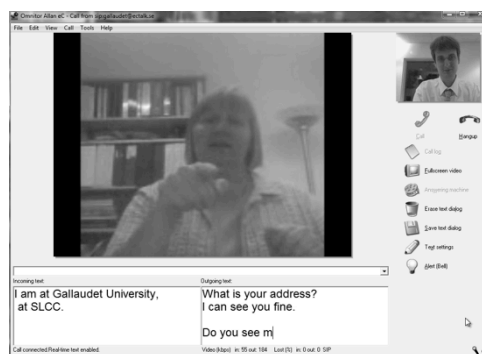 Omnitor Allan eC - Call from sip:gallaudet@ectalk.se
File Edit View Call Tools Help
Call
Hangup
Call log
Fullscreen video
Answering machine
Erase text dialog
Save text dialog
Text settings
Alert (Bell)
Incoming text:
I am at Gallaudet University,
at SLCC.
Outgoing text:
What is your address?
I can see you fine.
Do you see m
Call connected.Real-time text enabled.
Video (kbps) in: 55 out: 184 Lost (%) in: 0 out: 0 SIP